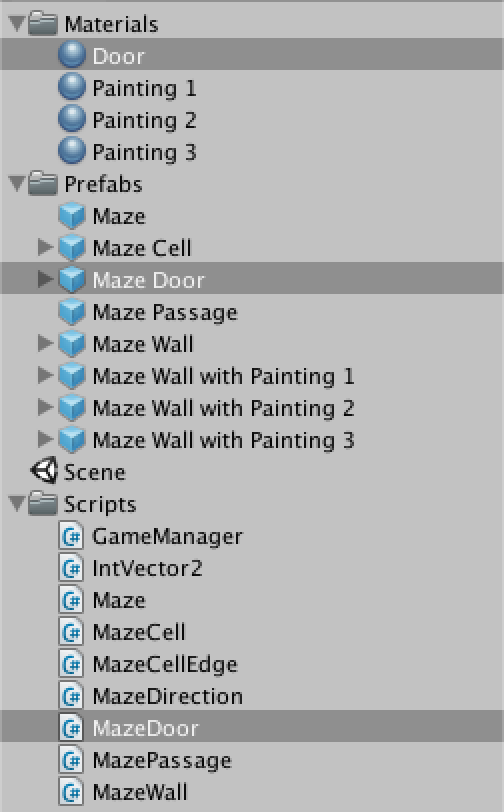 Materials
Door
Painting 1
Painting 2
Painting 3
Prefabs
Maze
Maze Cell
Maze Door
Maze Passage
Maze Wall
Maze Wall with Painting 1
Maze Wall with Painting 2
Maze Wall with Painting 3
Scene
Scripts
GameManager
IntVector2
Maze
MazeCell
MazeCellEdge
MazeDirection
MazeDoor
MazePassage
MazeWall